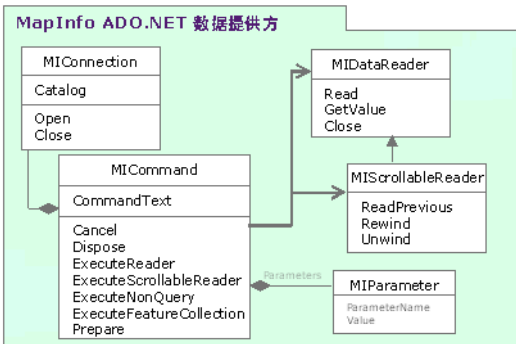 MapInfo ADO.NET 数据提供方
MIConnection
Catalog
Open
Close
MICommand
CommandText
Cancel
Dispose
ExecuteReader
ExecuteScrollableReader
ExecuteNonQuery
ExecuteFeatureCollection
Prepare
MIDataReader
Read
GetValue
Close
MIScrollableReader
ReadPrevious
Rewind
Unwind
Parameters
MIParameter
ParameterName
Value